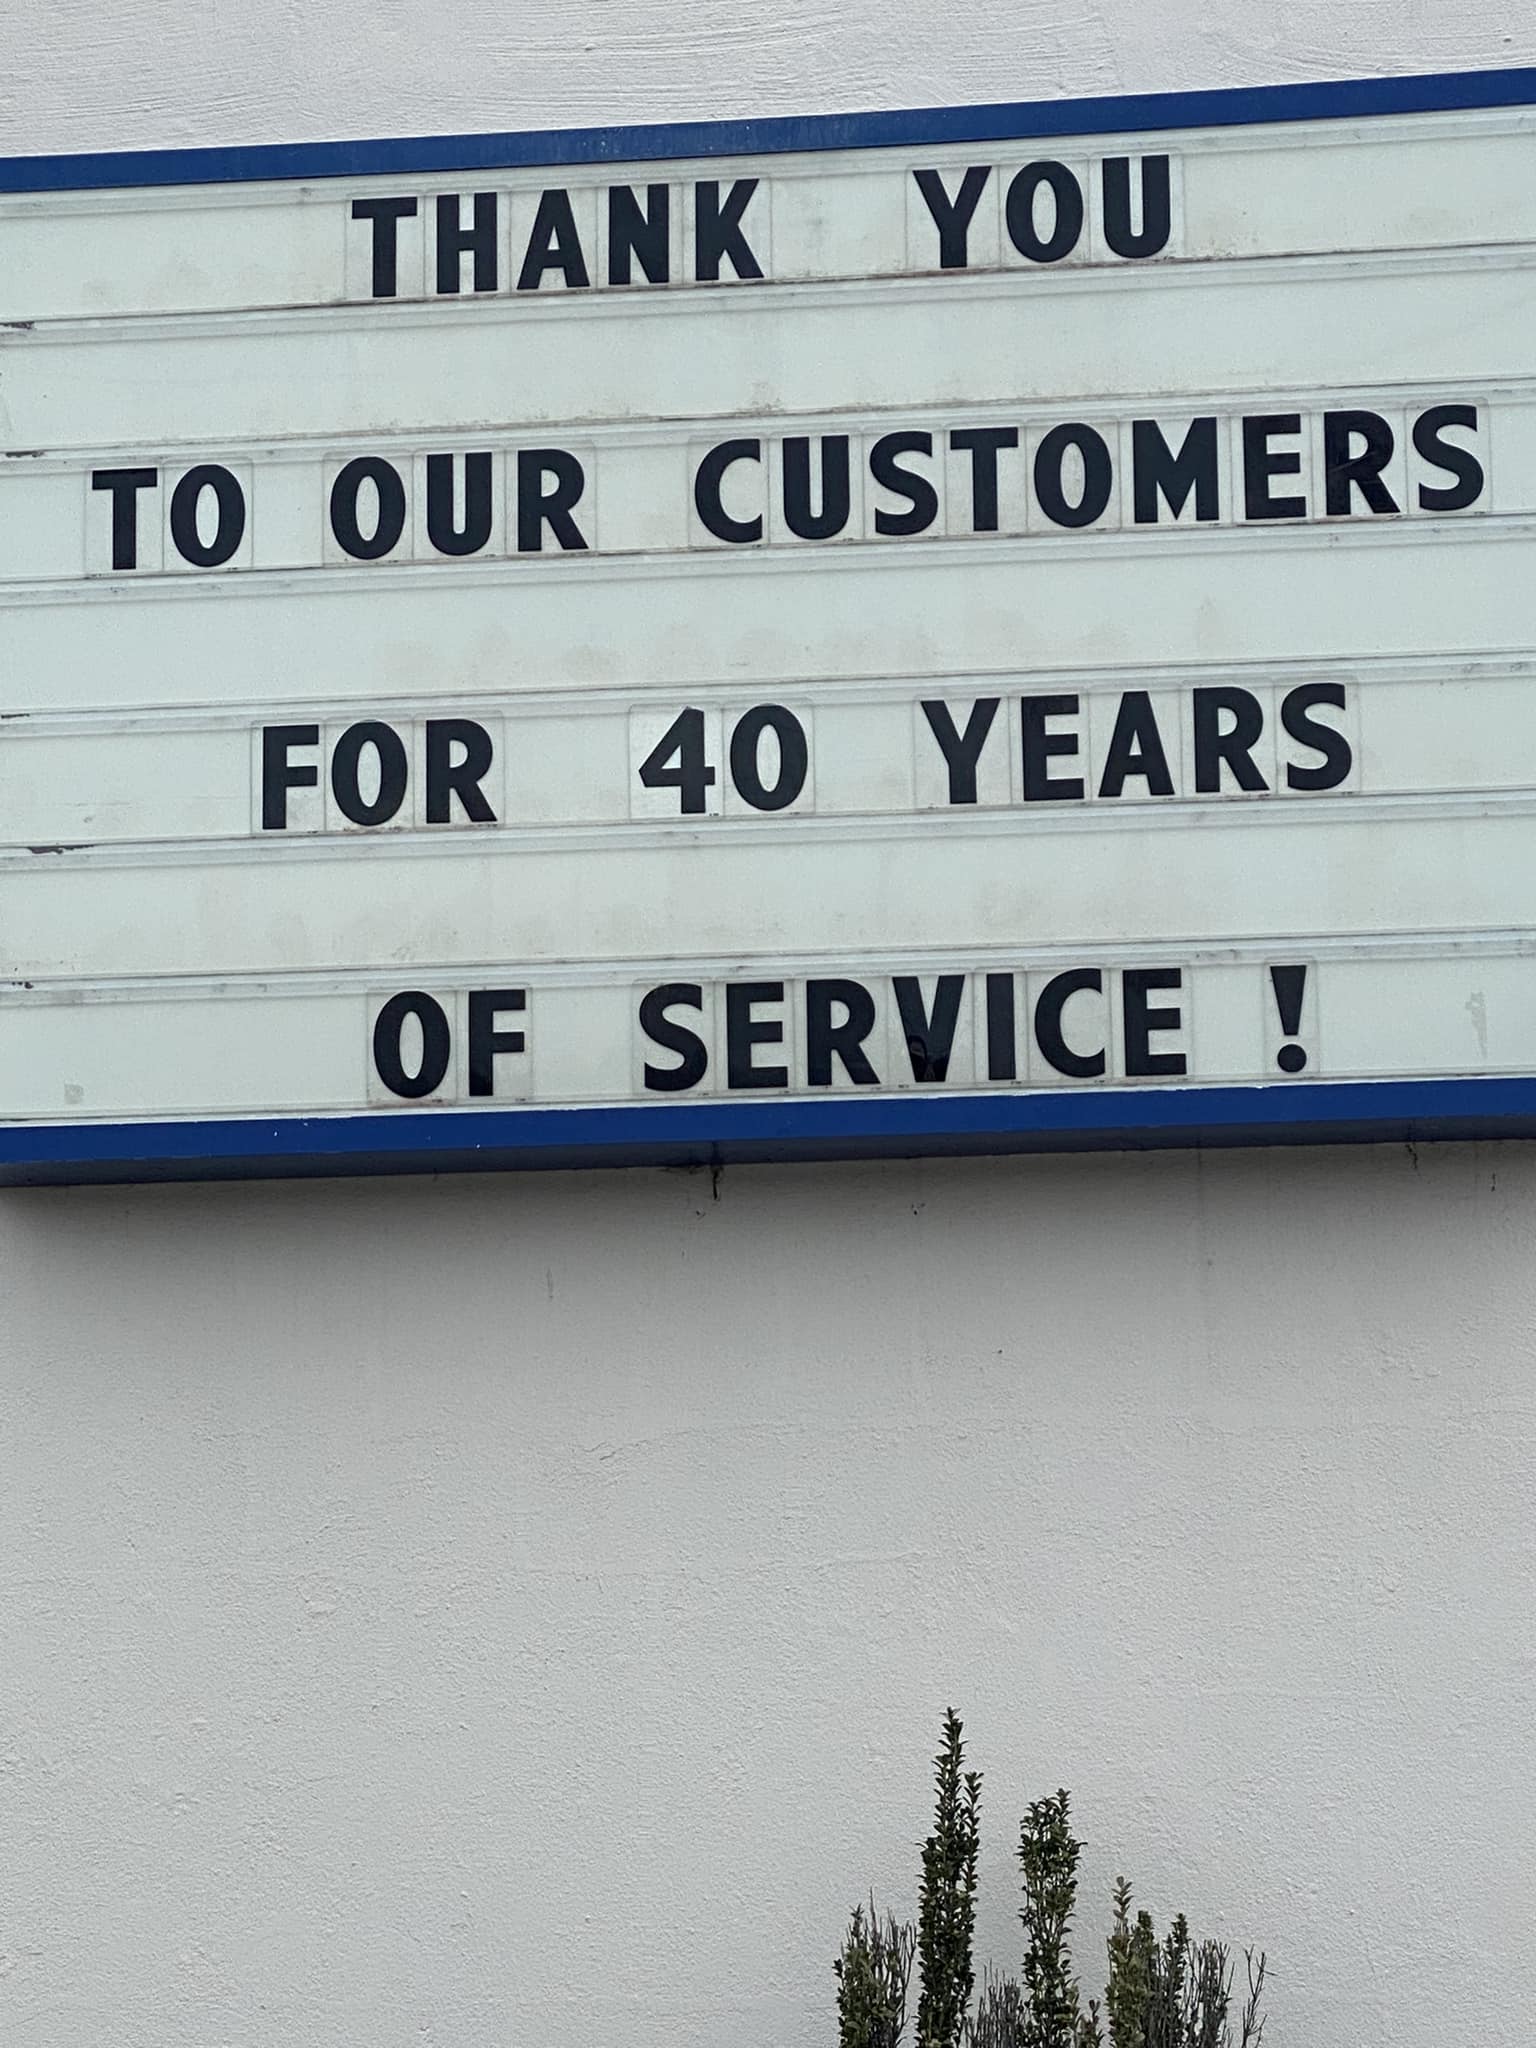 THANK YOU
TO OUR CUSTOMERS
FOR 40 YEARS
OF SERVICE !